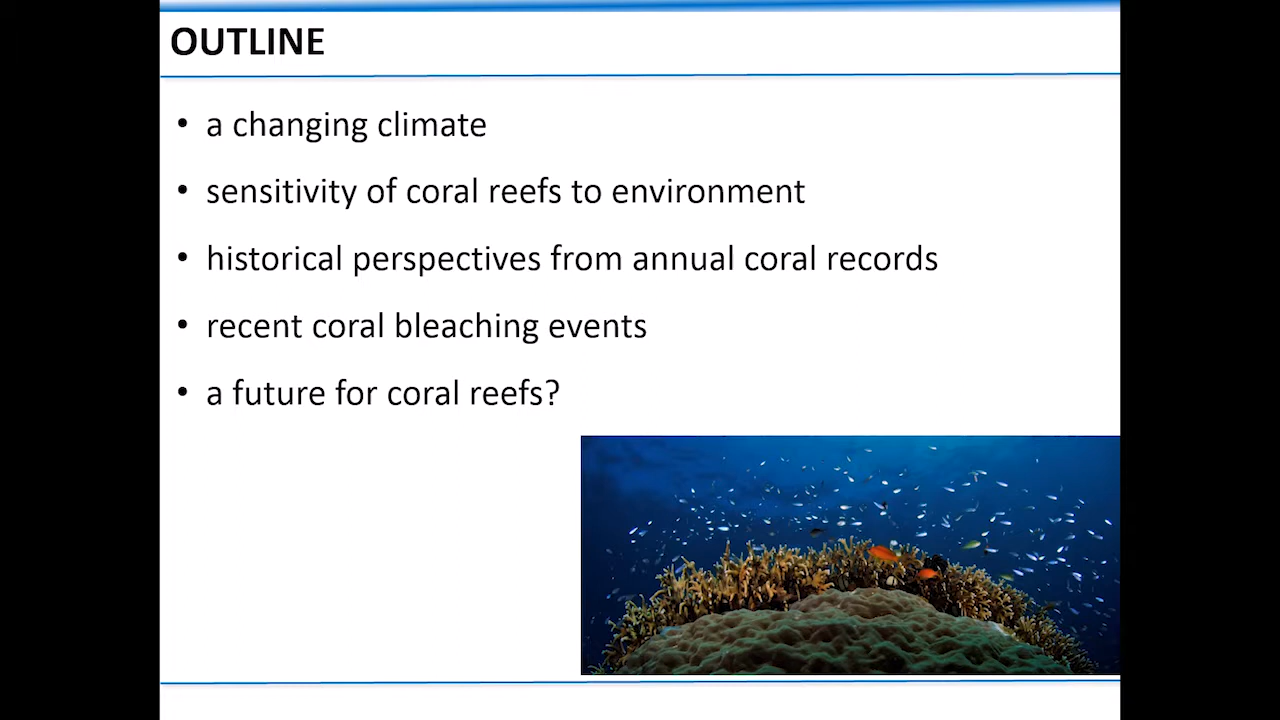 OUTLINE
• a changing climate
• sensitivity of coral reefs to environment
• historical perspectives from annual coral records
• recent coral bleaching events
• a future for coral reefs?